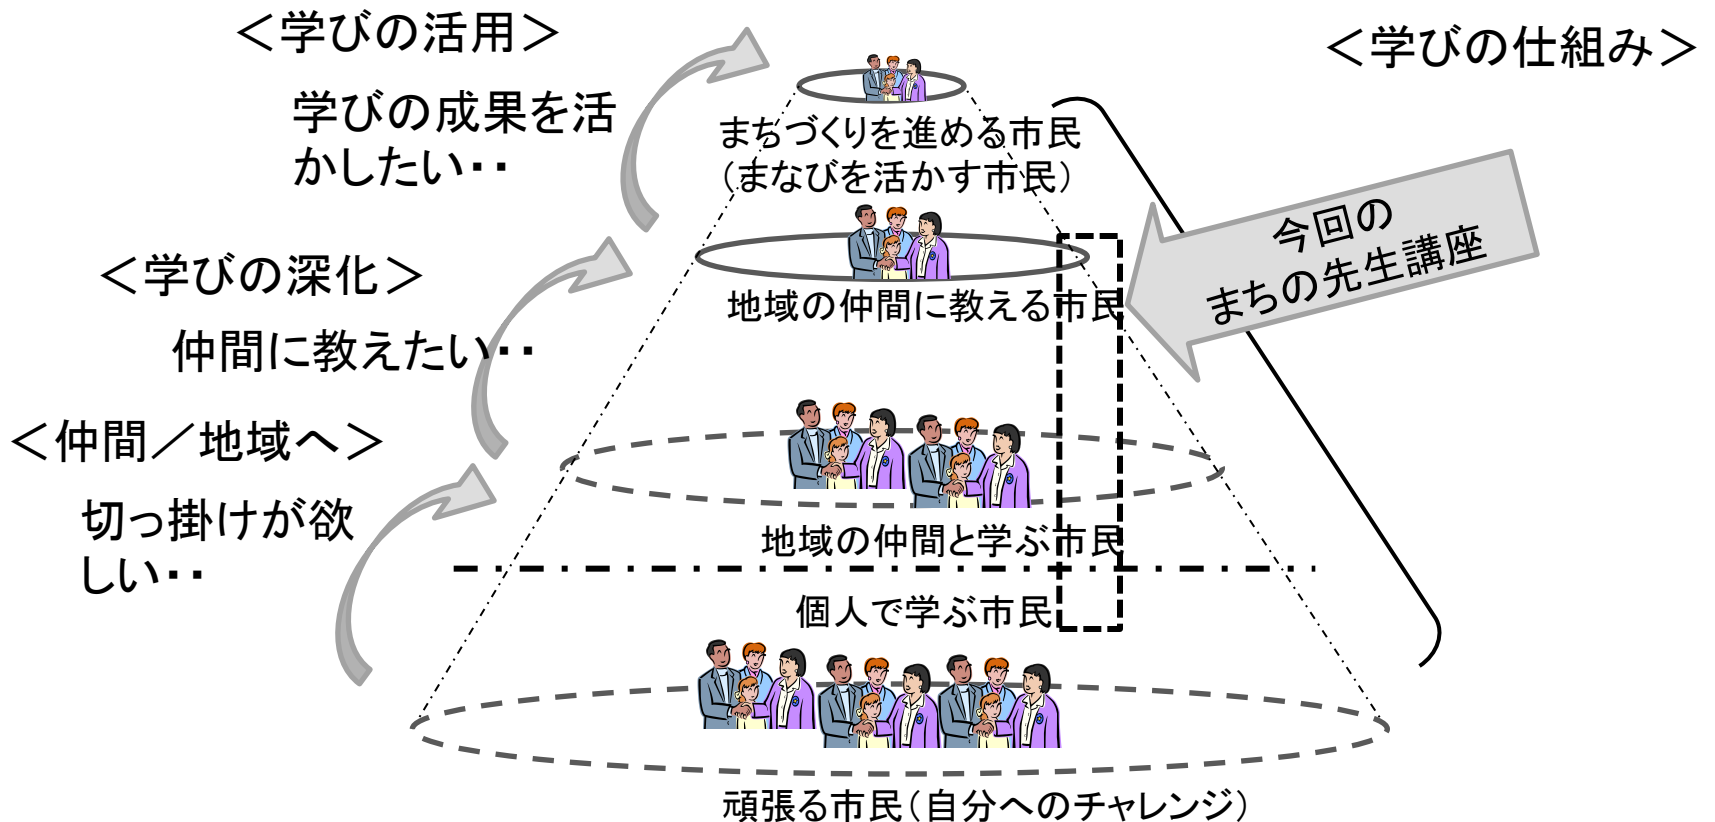 ＜学びの活用＞
学びの成果を活
かしたい・・
＜学びの仕組み＞
まちづくりを進める市民
（まなびを活かす市民）
今回の
まちの先生講座
＜学びの深化＞
仲間に教えたい・・
地域の仲間に教える市民
＜仲間／地域へ＞
切っ掛けが欲
しい・・
地域の仲間と学ぶ市民
個人で学ぶ市民
頑張る市民（自分へのチャレンジ）